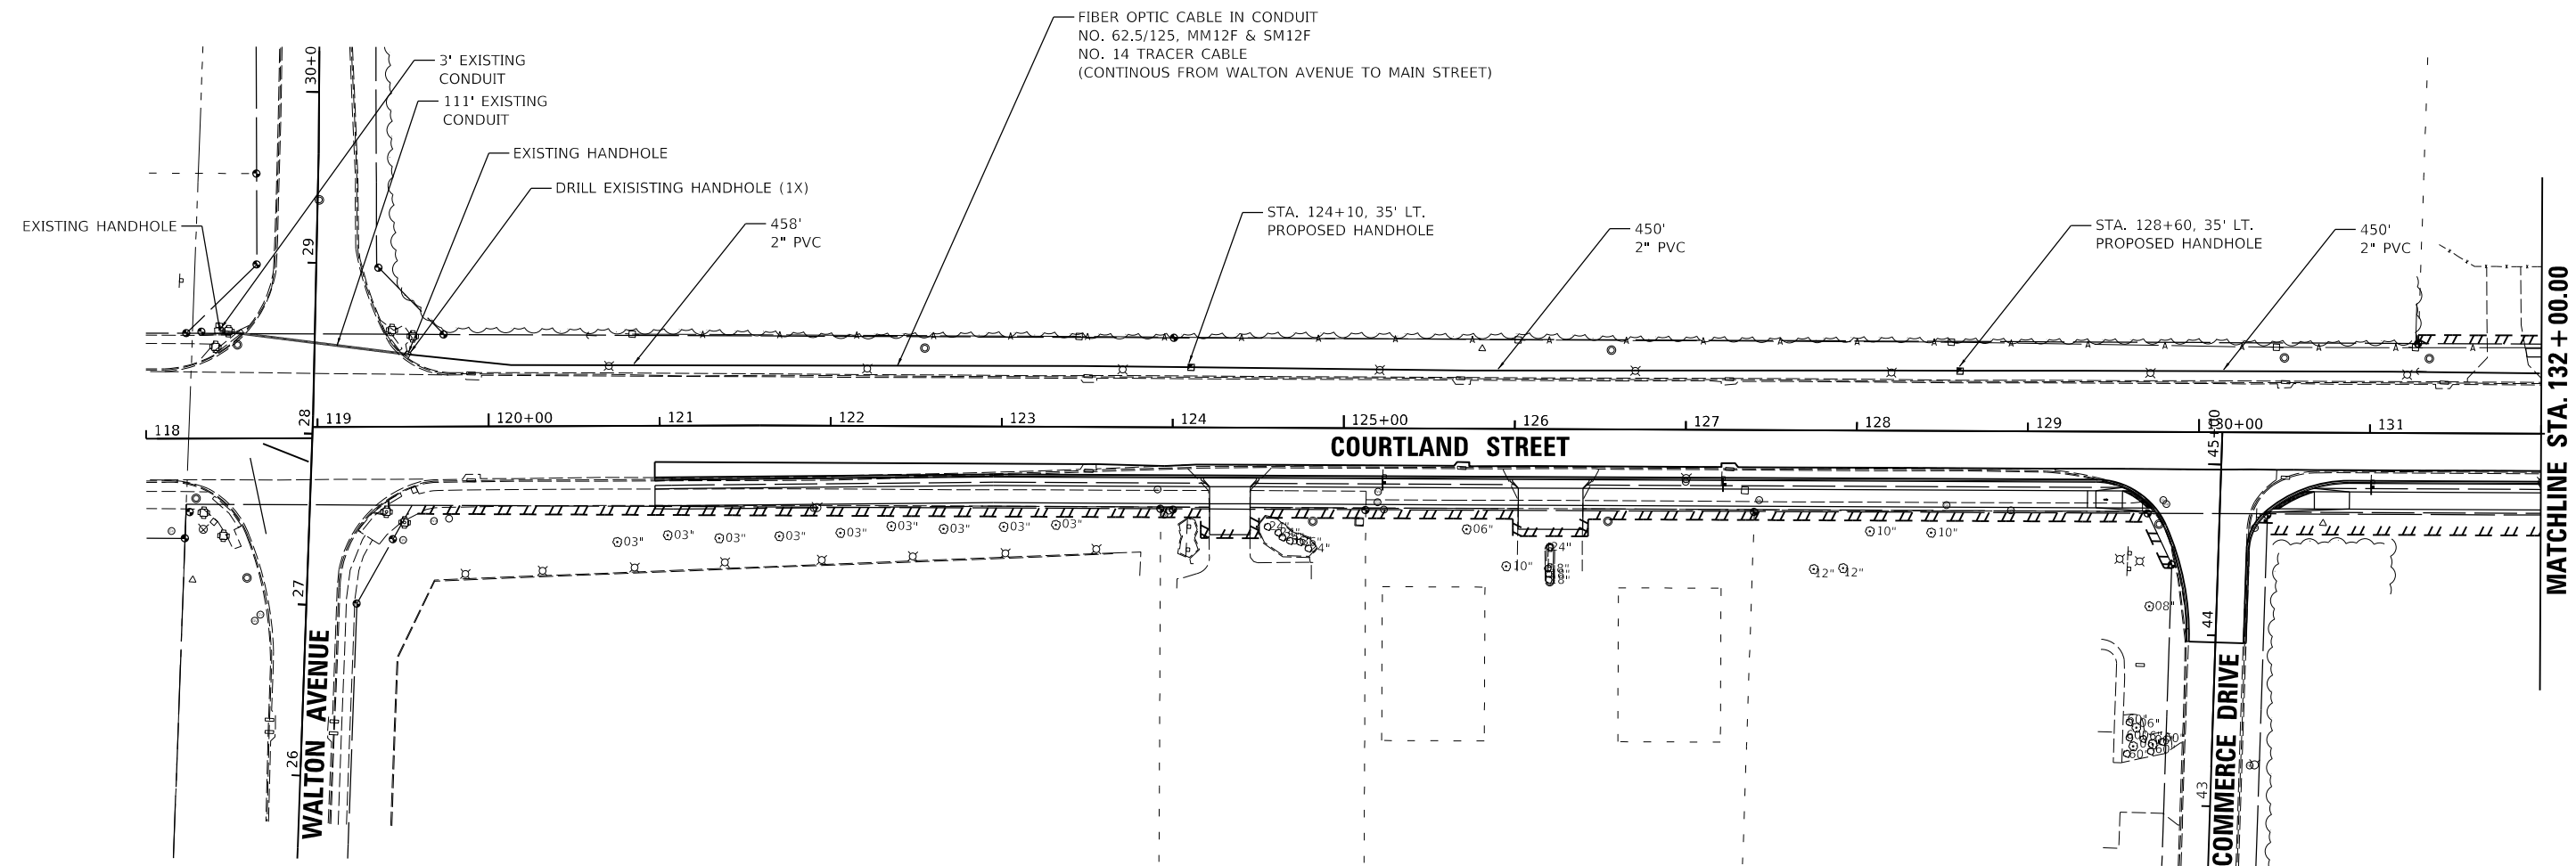 FIBER OPTIC CABLE IN CONDUIT
NO. 62.5/125, MM12F & SM12F
NO. 14 TRACER CABLE
(CONTINOUS FROM WALTON AVENUE TO MAIN STREET)
3' EXISTING
CONDUIT
111' EXISTING
CONDUIT
EXISTING HANDHOLE
DRILL EXISISTING HANDHOLE (1X)
EXISTING HANDHOLE
458'
2" PVC
STA. 124+10, 35' LT.
PROPOSED HANDHOLE
450'
2" PVC
STA. 128+60, 35' LT.
PROPOSED HANDHOLE
450'
2" PVC
MATCHLINE STA. 132+00.00
30+0
29
28
27
26
118
119
120+00
121
122
123
124
125+00
126
127
128
129
130+00
131
COURTLAND STREET
WALTON AVENUE
COMMERCE DRIVE
45+00
44
43
03"
03"
03"
03"
03"
03"
03"
03"
03"
24"
24"
06"
10"
24"
12"
12"
10"
10"
08"
06"